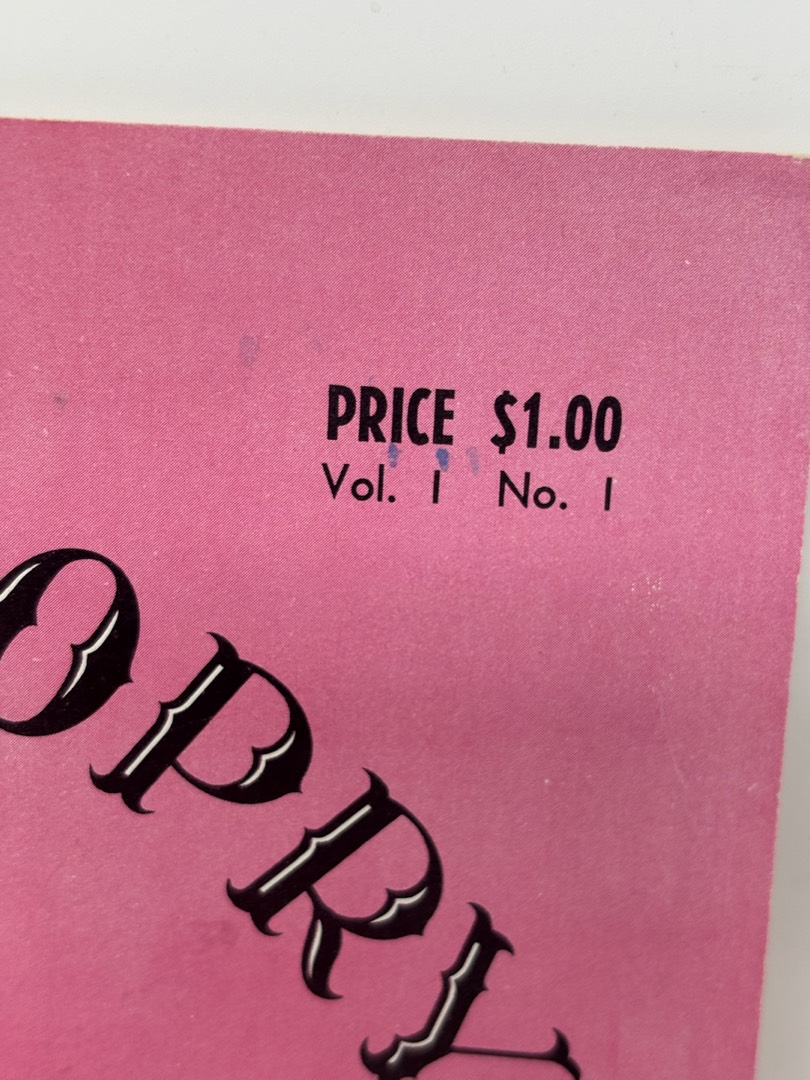 PRICE $1.00
Vol. 1 No. 1
OPRY